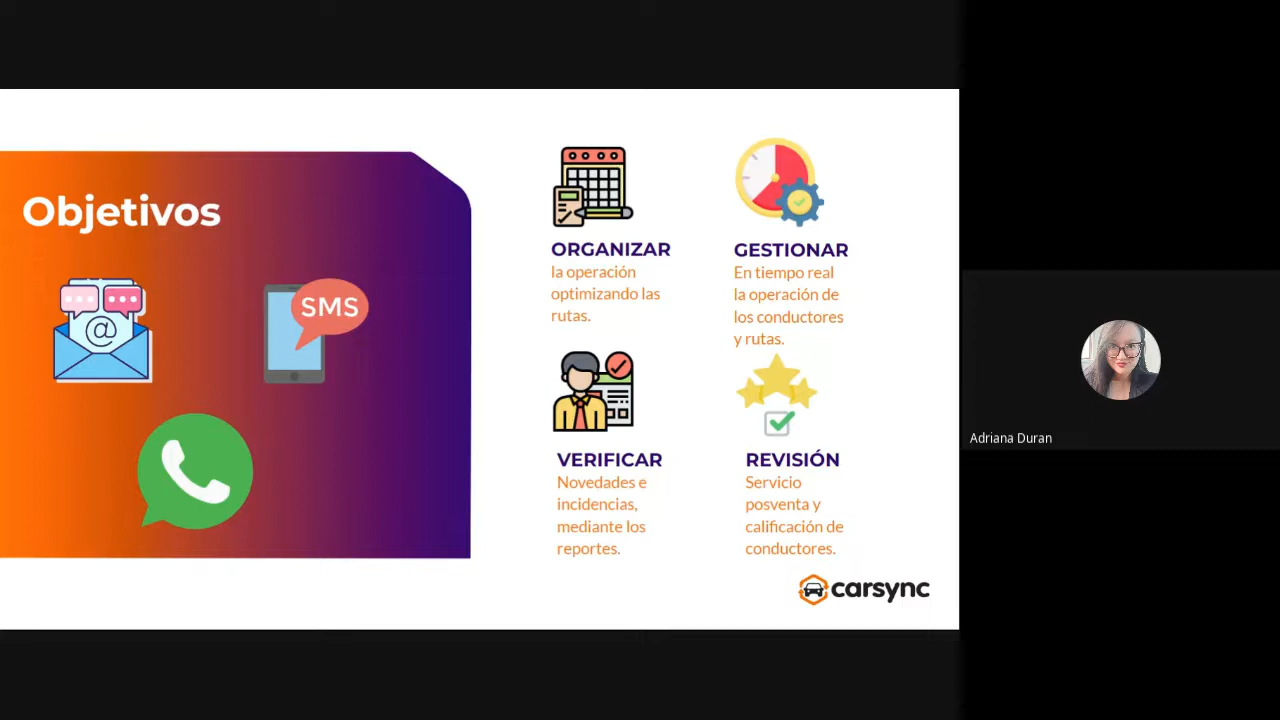 Objetivos
@
SMS
ORGANIZAR
la operación
optimizando las
rutas.
GESTIONAR
En tiempo real
la operación de
los conductores
y rutas.
VERIFICAR
Novedades e
incidencias,
mediante los
reportes.
REVISIÓN
Servicio
posventa y
calificación de
conductores.
carsync
Adriana Duran